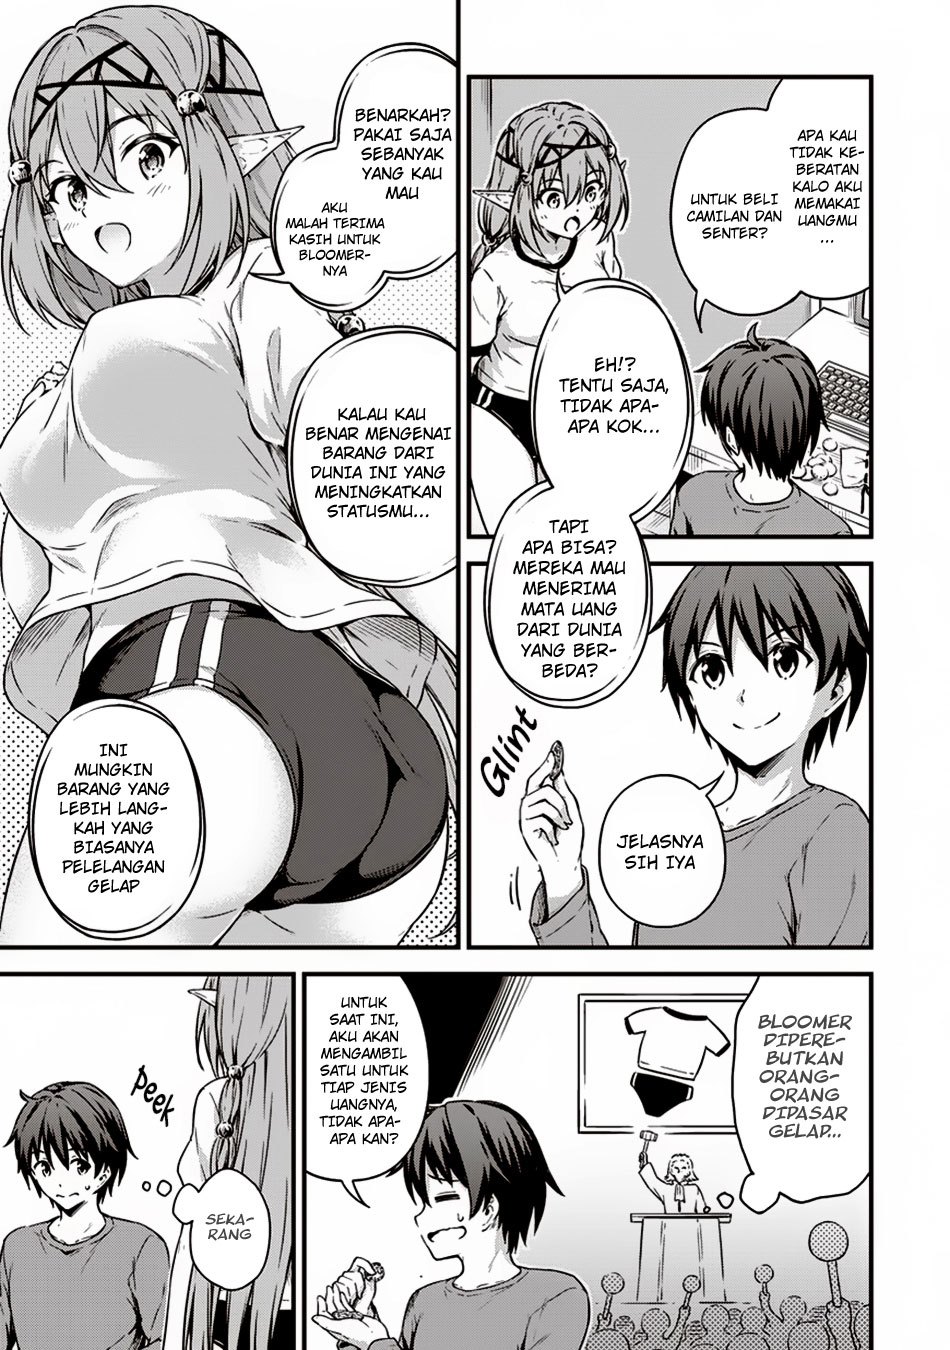 APA KAU
TIDAK KE-
BERATAN
KALO AKU
MEMAKAI
UANGMU
...
UNTUK BELI
CAMILAN DAN
SENTER?
EH!?
TENTU SAJA,
TIDAK APA-
APA KOK...
TAPI
APA BISA?
MEREKA MAU
MENERIMA
MATA UANG
DARI DUNIA
YANG BER-
BEDA?
Glint
JELASNYA
SIH IYA
BENARKAH?
PAKAI SAJA
SEBANYAK
YANG KAU
MAU
AKU
MALAH TERIMA
KASIH UNTUK
BLOOMER-
NYA
KALAU KAU
BENAR MENGENAI
BARANG DARI
DUNIA INI YANG
MENINGKATKAN
STATUSMU...
INI
MUNGKIN
BARANG YANG
LEBIH LANG-
KAH YANG
BIASANYA
PELELANGAN
GELAP
BLOOMER
DIPERE-
BUTKAN
ORANG-
ORANG
DIPASAR
GELAP...
UNTUK
SAAT INI,
AKU AKAN
MENGAMBIL
SATU UNTUK
TIAP JENIS
UANGNYA,
TIDAK APA-
APA KAN?
peek
SEKA-
RANG